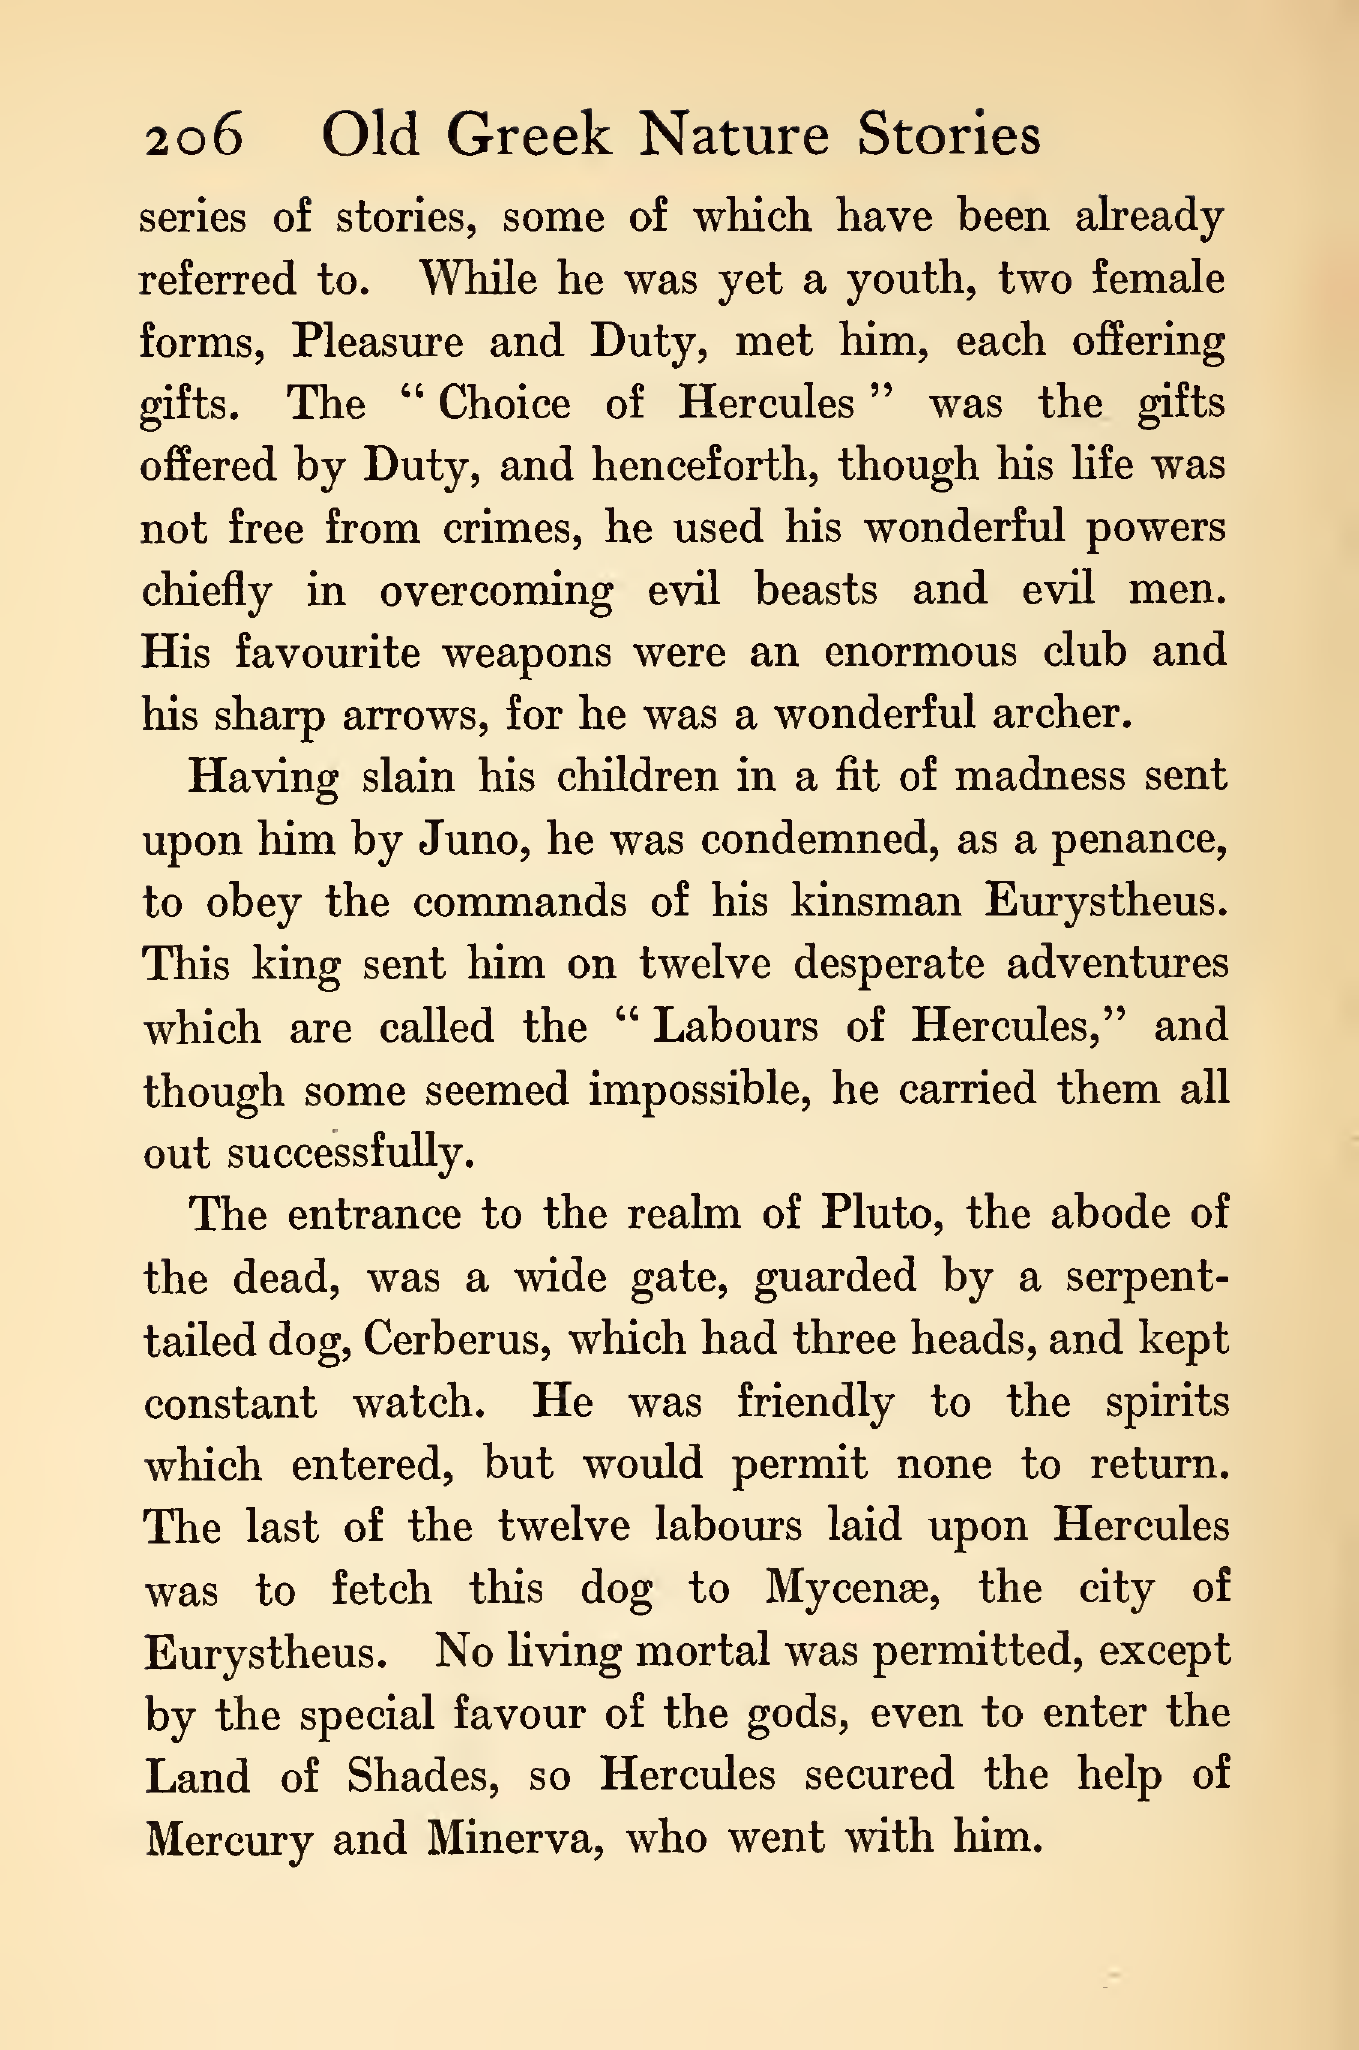 206 Old Greek Nature Stories
series of stories, some of which have been already
referred to. While he was yet a youth, two female
forms, Pleasure and Duty, met him, each offering
gifts. The “ Choice of Hercules ” was the gifts
offered by Duty, and henceforth, though his life was
not free from crimes, he used his wonderful powers
chiefly in overcoming evil beasts and evil men.
His favourite weapons were an enormous club and
his sharp arrows, for he was a wonderful archer.
Having slain his children in a fit of madness sent
upon him by Juno, he was condemned, as a penance,
to obey the commands of his kinsman Eurystheus.
This king sent him on twelve desperate adventures
which are called the “ Labours of Hercules,” and
though some seemed impossible, he carried them all
out successfully.
The entrance to the realm of Pluto, the abode of
the dead, was a wide gate, guarded by a serpent-
tailed dog, Cerberus, which had three heads, and kept
constant watch. He was friendly to the spirits
which entered, but would permit none to return.
The last of the twelve labours laid upon Hercules
was to fetch this dog to Mycenæ, the city of
Eurystheus. No living mortal was permitted, except
by the special favour of the gods, even to enter the
Land of Shades, so Hercules secured the help of
Mercury and Minerva, who went with him.